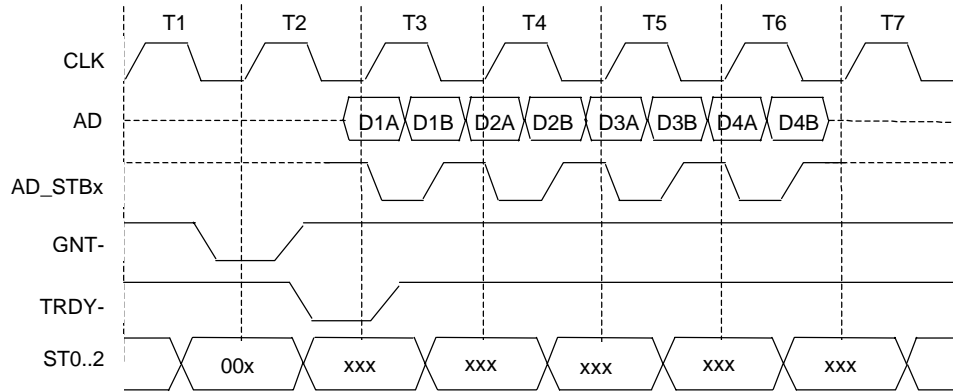 T1 T2 T3 T4 T5 T6 T7
CLK
AD D1A D1B D2A D2B D3A D3B D4A D4B
AD_STBx
GNT-
TRDY-
ST0..2 00x xxx xxx xxx xxx xxx